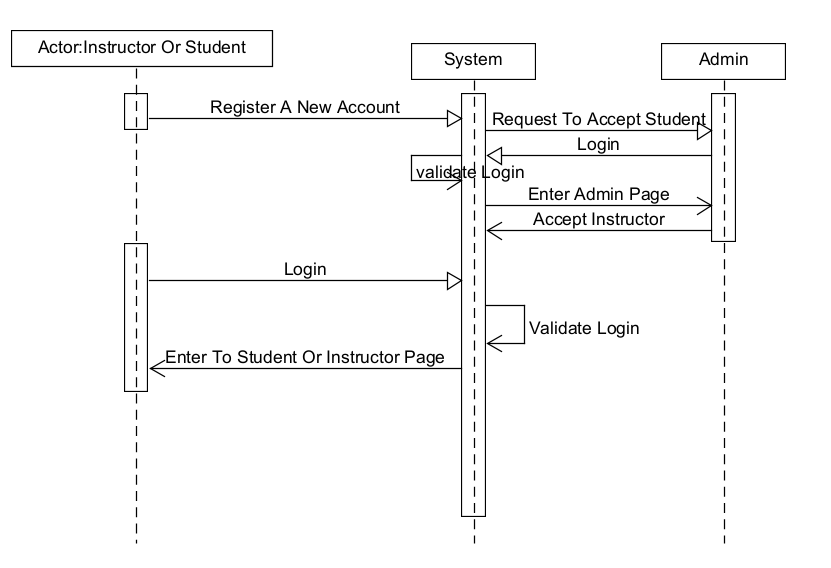 Actor:Instructor Or Student
System
Admin
Register A New Account
Request To Accept Student
Login
validate Login
Enter Admin Page
Accept Instructor
Login
Validate Login
Enter To Student Or Instructor Page